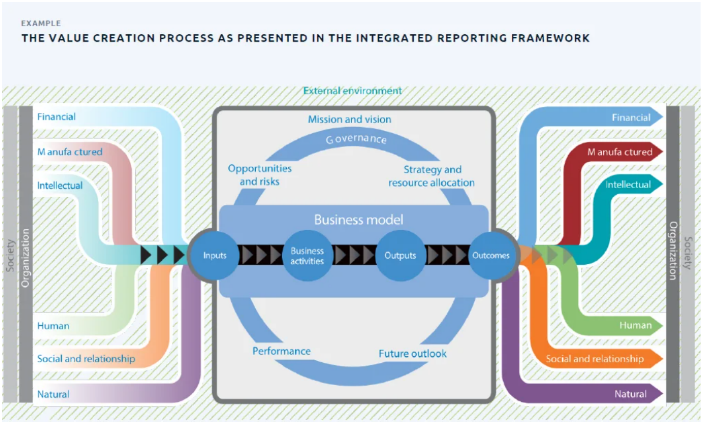 EXAMPLE
THE VALUE CREATION PROCESS AS PRESENTED IN THE INTEGRATED REPORTING FRAMEWORK
External environment
Society
Organization
Financial
M anufa ctured
Intellectual
Human
Social and relationship
Natural
Mission and vision
Governance
Opportunities
and risks
Strategy and
resource allocation
Business model
Inputs
Business
activities
Outputs
Outcomes
Performance
Future outlook
Financial
M anufa ctured
Intellectual
Human
Social and relationship
Natural
Organization
Society